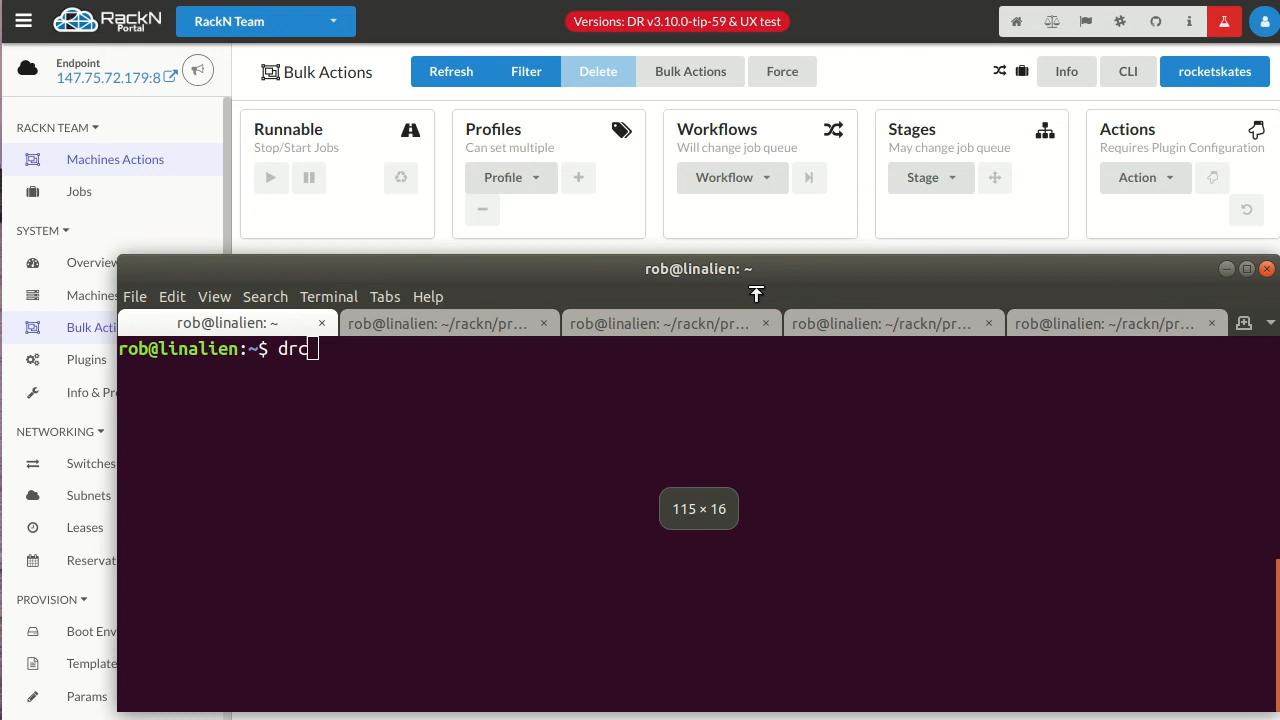 RackN Portal
RackN Team
Versions: DR v3.10.0-tip-59 & UX test
Endpoint
147.75.72.179:8
Bulk Actions
Refresh Filter Delete Bulk Actions Force
Info CLI rocketskates
RACKN TEAM
Machines Actions
Jobs
SYSTEM
Overview
Machines
Bulk Acti
Plugins
Info & Pr
NETWORKING
Switches
Subnets
Leases
Reservat
PROVISION
Boot Env
Template
Params
Runnable
Stop/Start Jobs
Profiles
Can set multiple
Profile
Workflows
Will change job queue
Workflow
Stages
May change job queue
Stage
Actions
Requires Plugin Configuration
Action
rob@linalien: ~
File Edit View Search Terminal Tabs Help
rob@linalien: ~ × rob@linalien: ~/rackn/pr... × rob@linalien: ~/rackn/pr... × rob@linalien: ~/rackn/pr... × rob@linalien: ~/rackn/pr... ×
rob@linalien:~$ drc
115 × 16